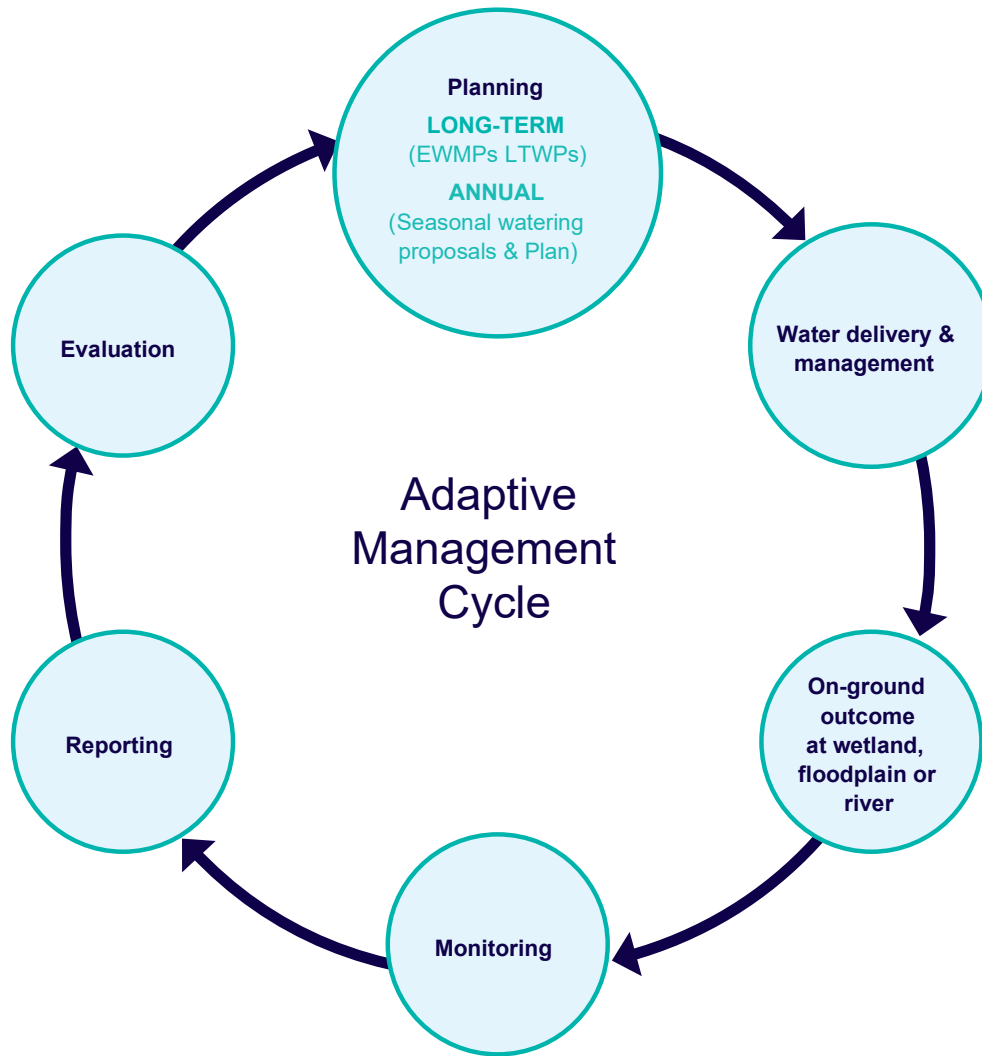 Planning
LONG-TERM
(EWMPs LTWPs)
ANNUAL
(Seasonal watering
proposals & Plan)
Water delivery &
management
On-ground
outcome
at wetland,
floodplain or
river
Monitoring
Reporting
Evaluation
Adaptive
Management
Cycle